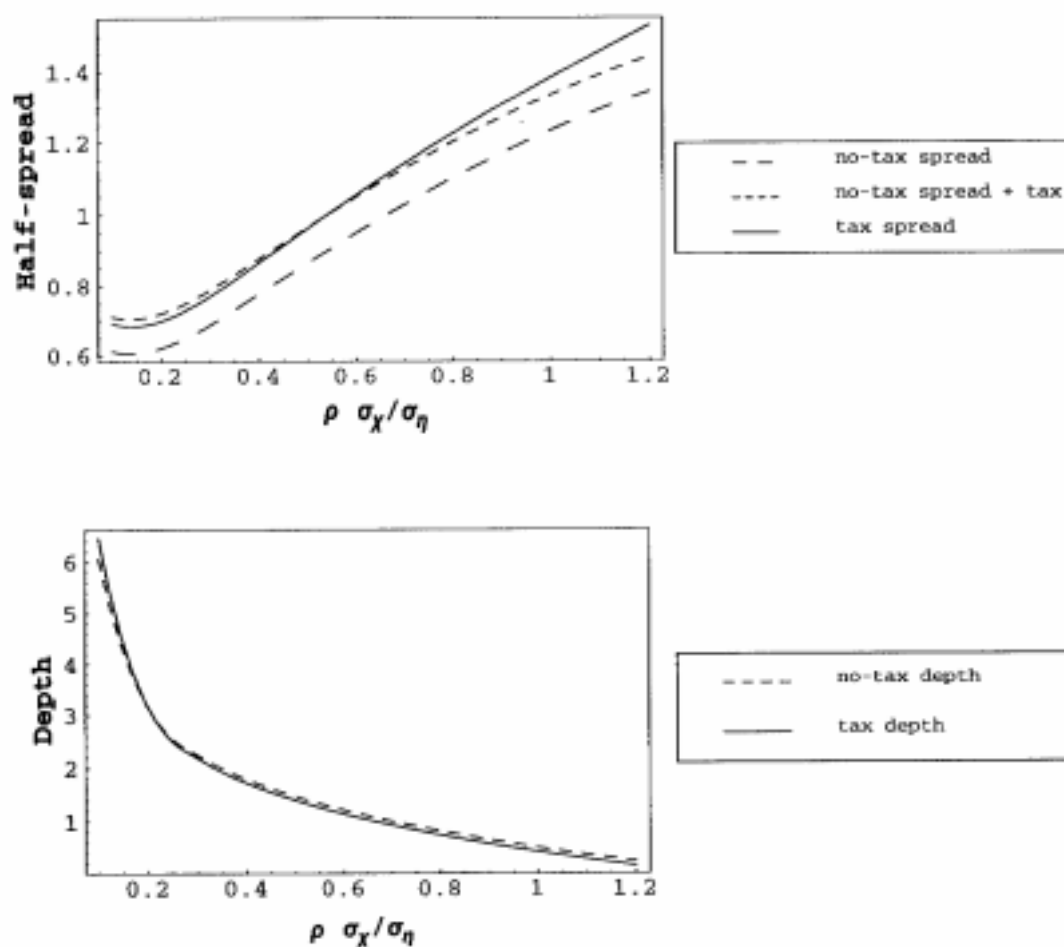 Half-spread
1.4
1.2
1
0.8
0.6
0.2 0.4 0.6 0.8 1 1.2
ρ σχ/ση
no-tax spread
no-tax spread + tax
tax spread
Depth
6
5
4
3
2
1
0.2 0.4 0.6 0.8 1 1.2
ρ σχ/ση
no-tax depth
tax depth